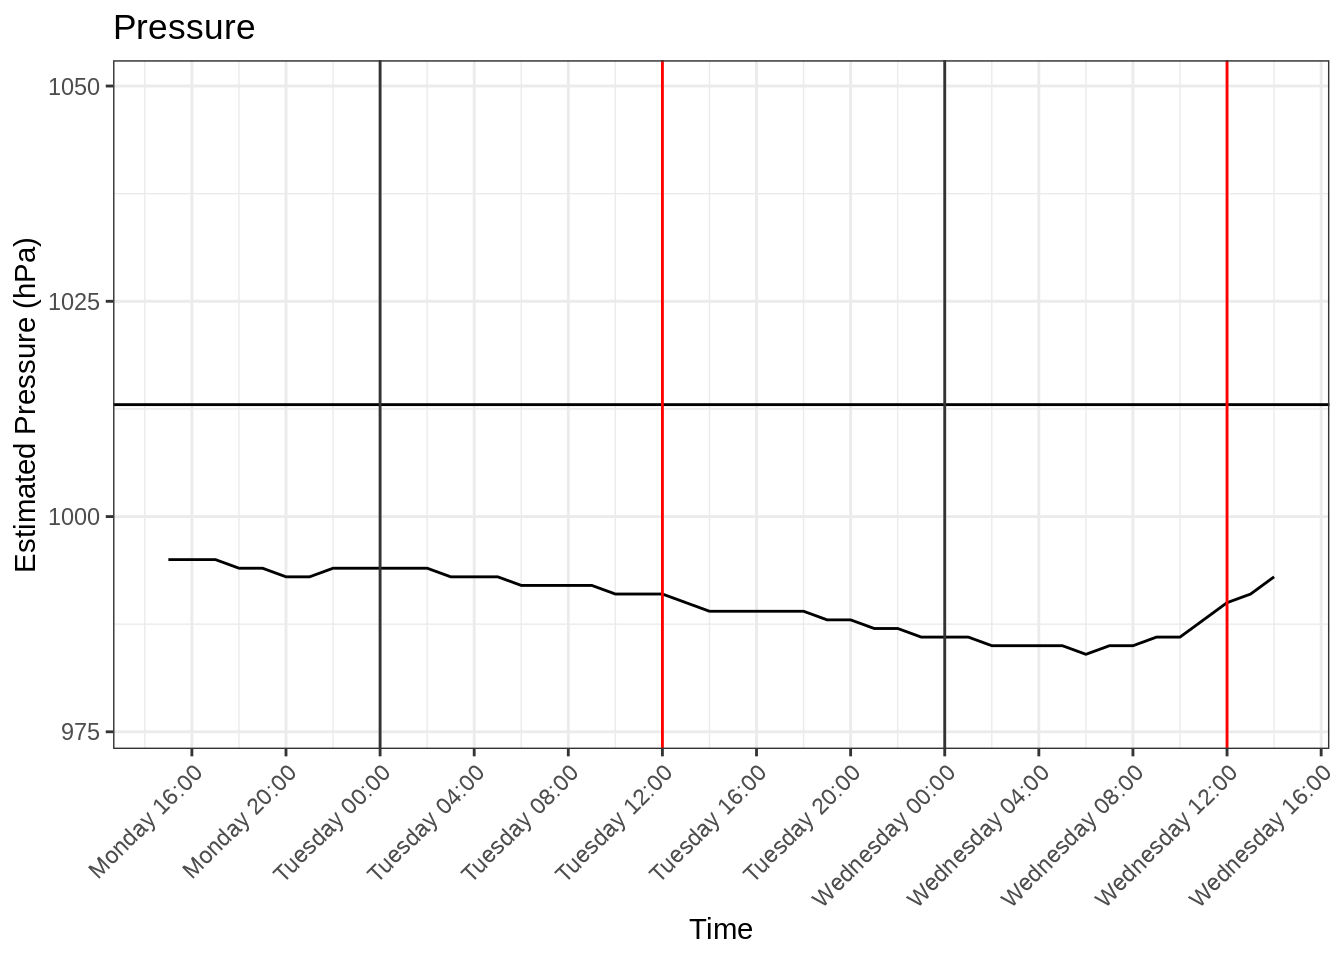 Pressure
Estimated Pressure (hPa)
1050
1025
1000
975
Monday 16:00
Monday 20:00
Tuesday 00:00
Tuesday 04:00
Tuesday 08:00
Tuesday 12:00
Tuesday 16:00
Tuesday 20:00
Wednesday 00:00
Wednesday 04:00
Wednesday 08:00
Wednesday 12:00
Wednesday 16:00
Time